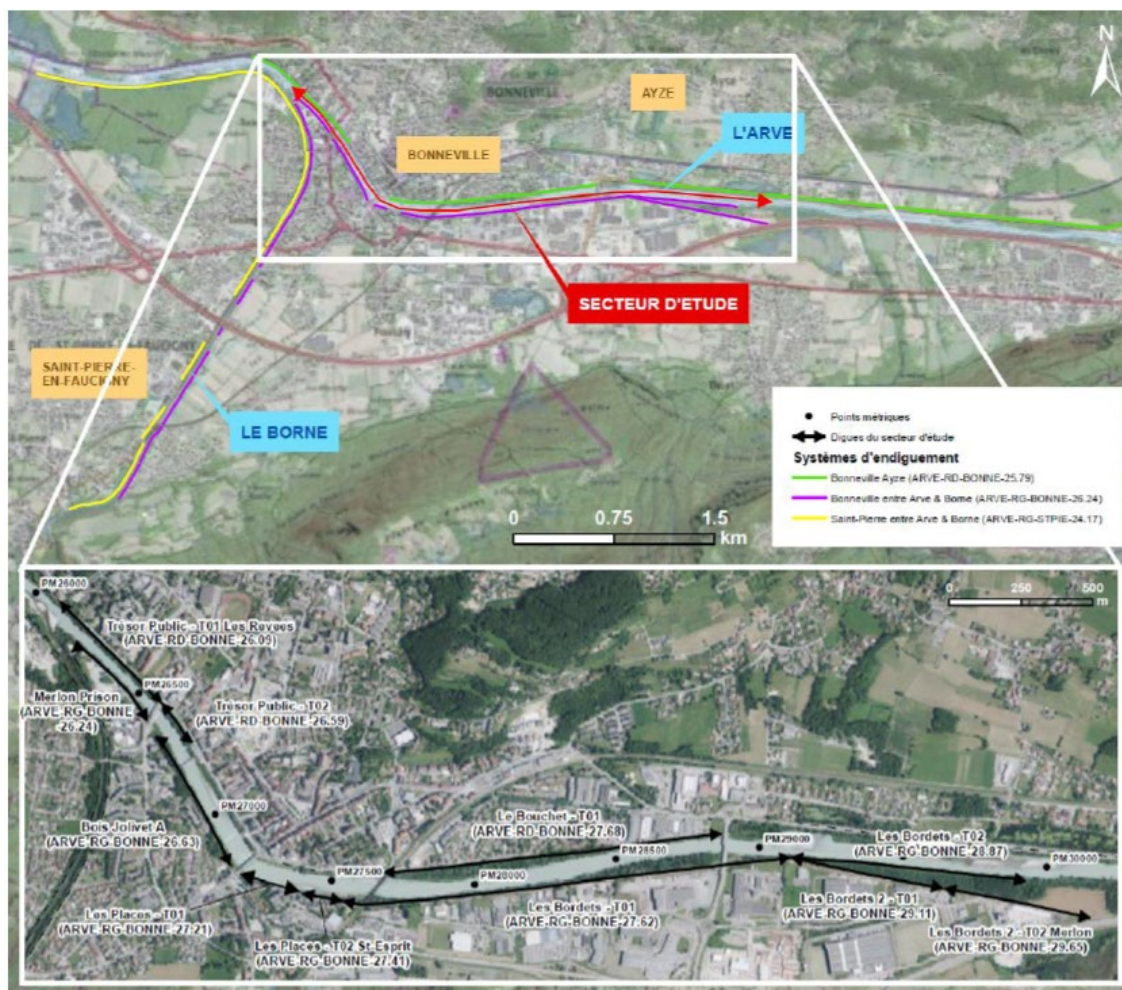 N
AYZE
BONNEVILLE
L'ARVE
BONNEVILLE
SECTEUR D'ETUDE
SAINT-PIERRE-
EN-FAUCIGNY
LE BORNE
0 0.75 1.5
km
Points métriques
Digues du secteur d'étude
Systèmes d'endiguement
Bonneville Ayze (ARVE-RD-BONNE-25.79)
Bonneville entre Arve & Borne (ARVE-RG-BONNE-26.24)
Saint-Pierre entre Arve & Borne (ARVE-RG-STPIE-24.17)
0 250 500
m
PM26000
Trésor Public - T01 Les Revées
(ARVE-RD-BONNE-26.09)
PM26500
Merlon Prison
(ARVE-RG-BONNE
-26.24)
Trésor Public - T02
(ARVE-RD-BONNE-26.59)
PM27000
Bois Jolivet A
(ARVE-RG-BONNE-26.63)
Le Bouchet - T01
(ARVE-RD-BONNE-27.68)
PM28500
PM29000
Les Bordets - T02
(ARVE-RG-BONNE-28.87)
PM30000
PM27500
PM28000
Les Places - T01
(ARVE-RG-BONNE-27.21)
Les Places - T02 St-Esprit
(ARVE-RG-BONNE-27.41)
Les Bordets - T01
(ARVE-RG-BONNE-27.62)
Les Bordets 2 - T01
(ARVE-RG-BONNE-29.11)
Les Bordets 2 - T02 Merlon
(ARVE-RG-BONNE-29.65)